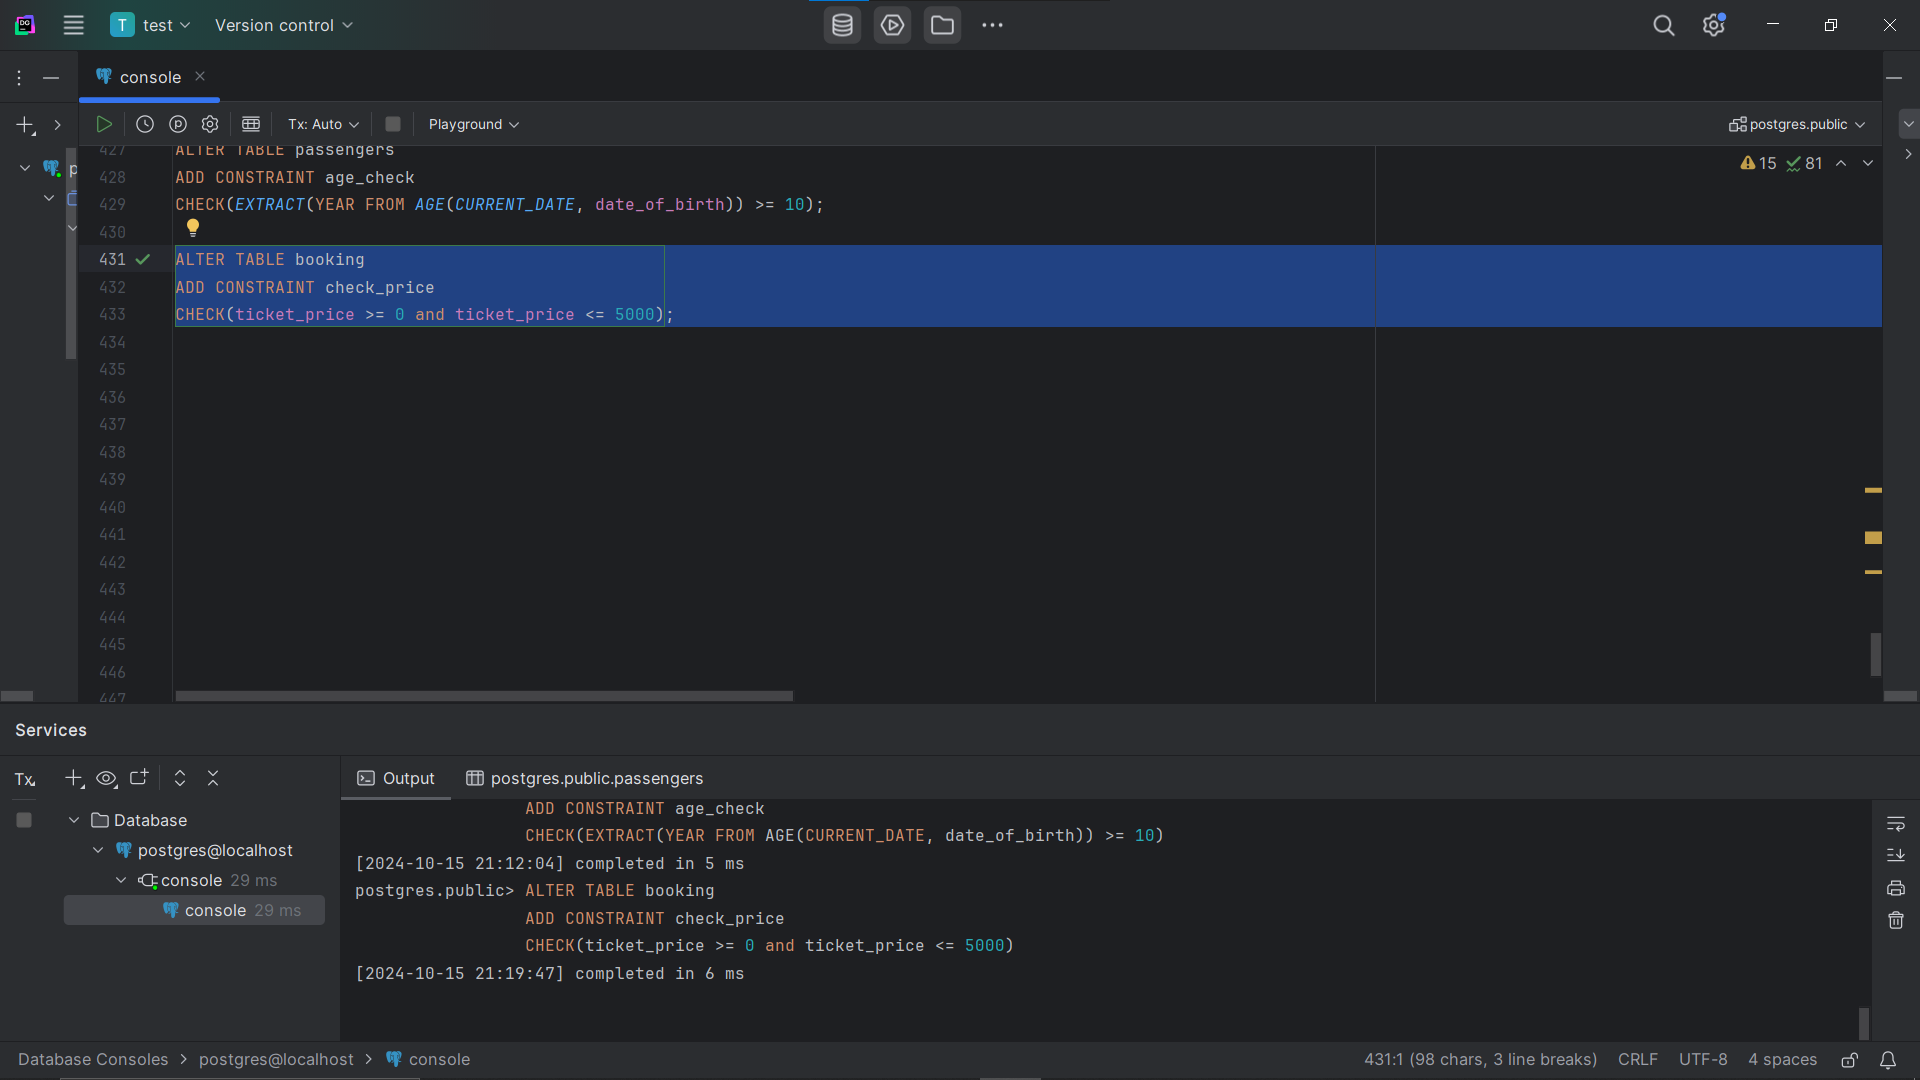 test
Version control
console
Tx: Auto
Playground
postgres.public
427 ALTER TABLE passengers
428 ADD CONSTRAINT age_check
429 CHECK(EXTRACT(YEAR FROM AGE(CURRENT_DATE, date_of_birth)) >= 10);
430
431 ALTER TABLE booking
432 ADD CONSTRAINT check_price
433 CHECK(ticket_price >= 0 and ticket_price <= 5000);
434
435
436
437
438
439
440
441
442
443
444
445
446
447
15 81
Services
Tx
Output
postgres.public.passengers
Database
postgres@localhost
console 29 ms
console 29 ms
ADD CONSTRAINT age_check
CHECK(EXTRACT(YEAR FROM AGE(CURRENT_DATE, date_of_birth)) >= 10)
[2024-10-15 21:12:04] completed in 5 ms
postgres.public> ALTER TABLE booking
ADD CONSTRAINT check_price
CHECK(ticket_price >= 0 and ticket_price <= 5000)
[2024-10-15 21:19:47] completed in 6 ms
Database Consoles > postgres@localhost > console
431:1 (98 chars, 3 line breaks) CRLF UTF-8 4 spaces